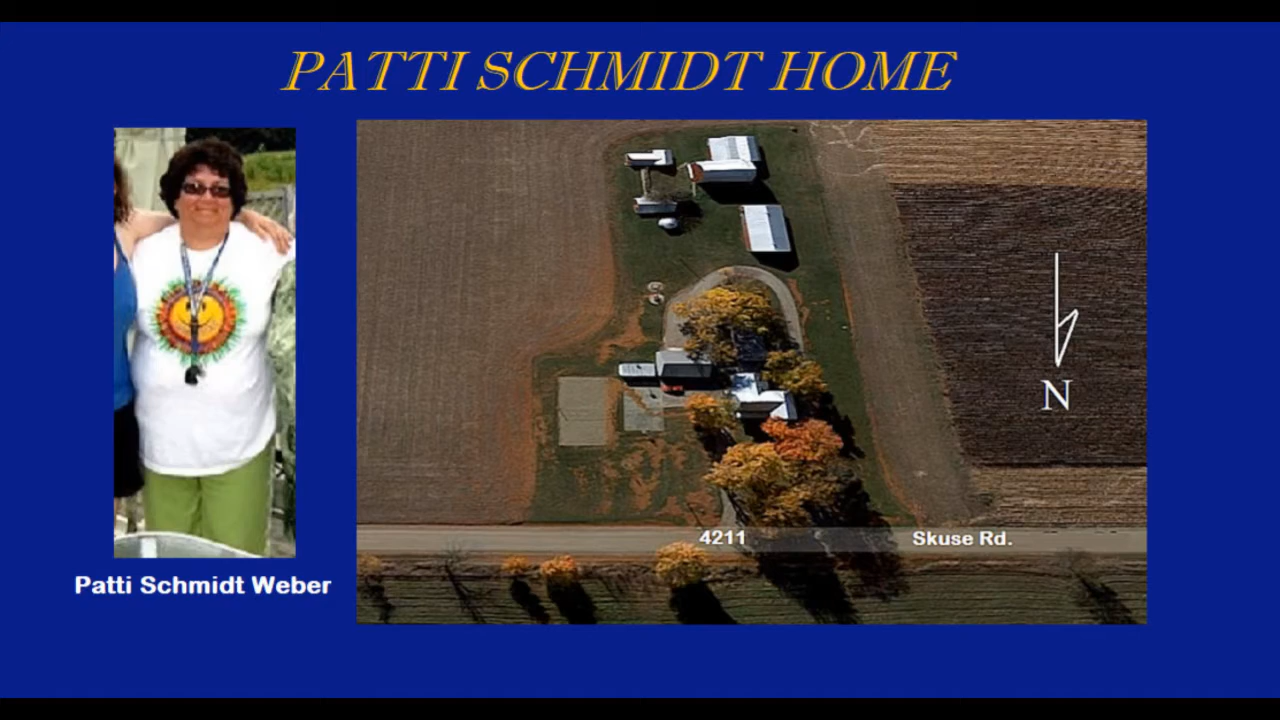 PATTI SCHMIDT HOME
N
4211 Skuse Rd.
Patti Schmidt Weber